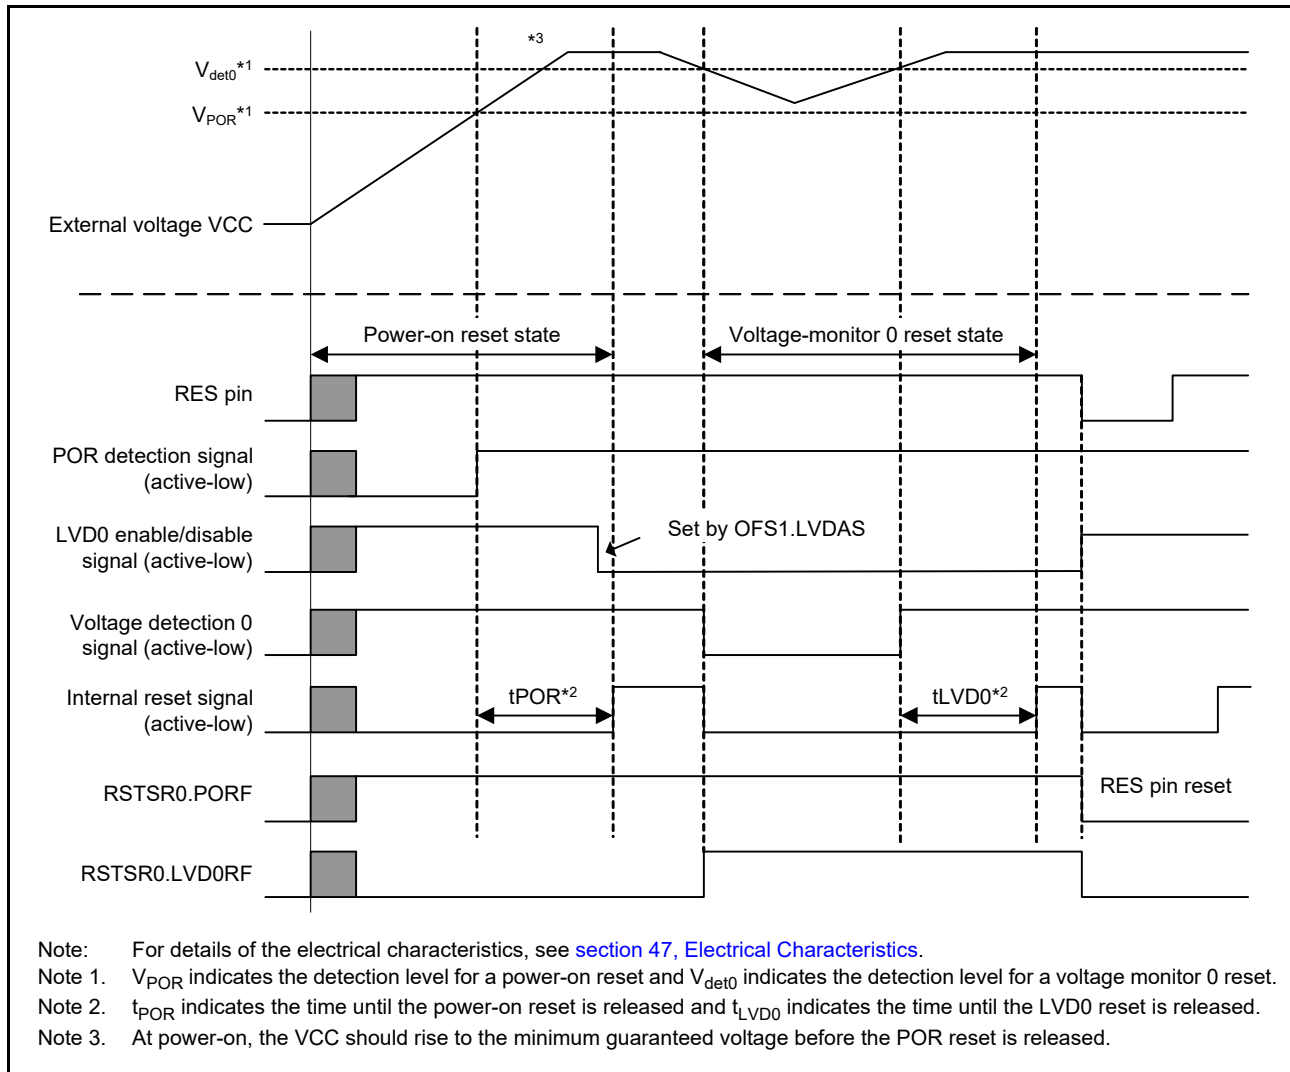 *3
Vdet0*1
VPOR*1
External voltage VCC
Power-on reset state
Voltage-monitor 0 reset state
RES pin
POR detection signal
(active-low)
LVD0 enable/disable
signal (active-low)
Set by OFS1.LVDAS
Voltage detection 0
signal (active-low)
Internal reset signal
(active-low)
tPOR*2
tLVD0*2
RSTSR0.PORF
RES pin reset
RSTSR0.LVD0RF
Note: For details of the electrical characteristics, see section 47, Electrical Characteristics.
Note 1. VPOR indicates the detection level for a power-on reset and Vdet0 indicates the detection level for a voltage monitor 0 reset.
Note 2. tPOR indicates the time until the power-on reset is released and tLVD0 indicates the time until the LVD0 reset is released.
Note 3. At power-on, the VCC should rise to the minimum guaranteed voltage before the POR reset is released.